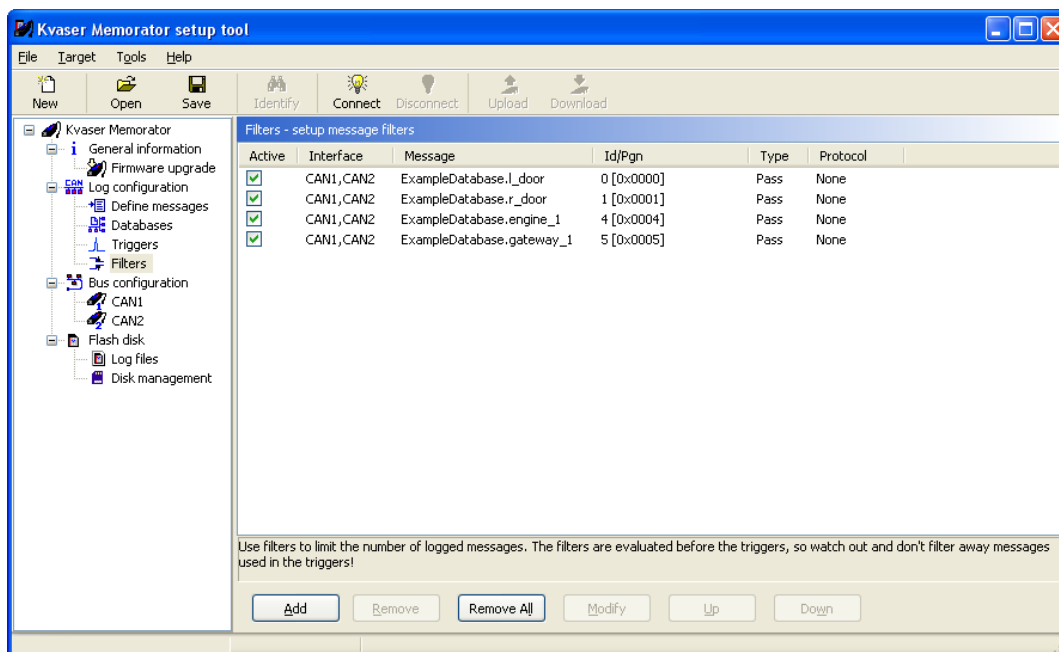 Kvaser Memorator setup tool
File Target Tools Help
New Open Save Identify Connect Disconnect Upload Download
Kvaser Memorator
General information
Firmware upgrade
CAN Log configuration
Define messages
Databases
Triggers
Filters
Bus configuration
1 CAN1
2 CAN2
Flash disk
Log files
Disk management
Filters - setup message filters
Active Interface Message Id/Pgn Type Protocol
CAN1,CAN2 ExampleDatabase.l_door 0 [0x0000] Pass None
CAN1,CAN2 ExampleDatabase.r_door 1 [0x0001] Pass None
CAN1,CAN2 ExampleDatabase.engine_1 4 [0x0004] Pass None
CAN1,CAN2 ExampleDatabase.gateway_1 5 [0x0005] Pass None
Use filters to limit the number of logged messages. The filters are evaluated before the triggers, so watch out and don't filter away messages
used in the triggers!
Add Remove Remove All Modify Up Down